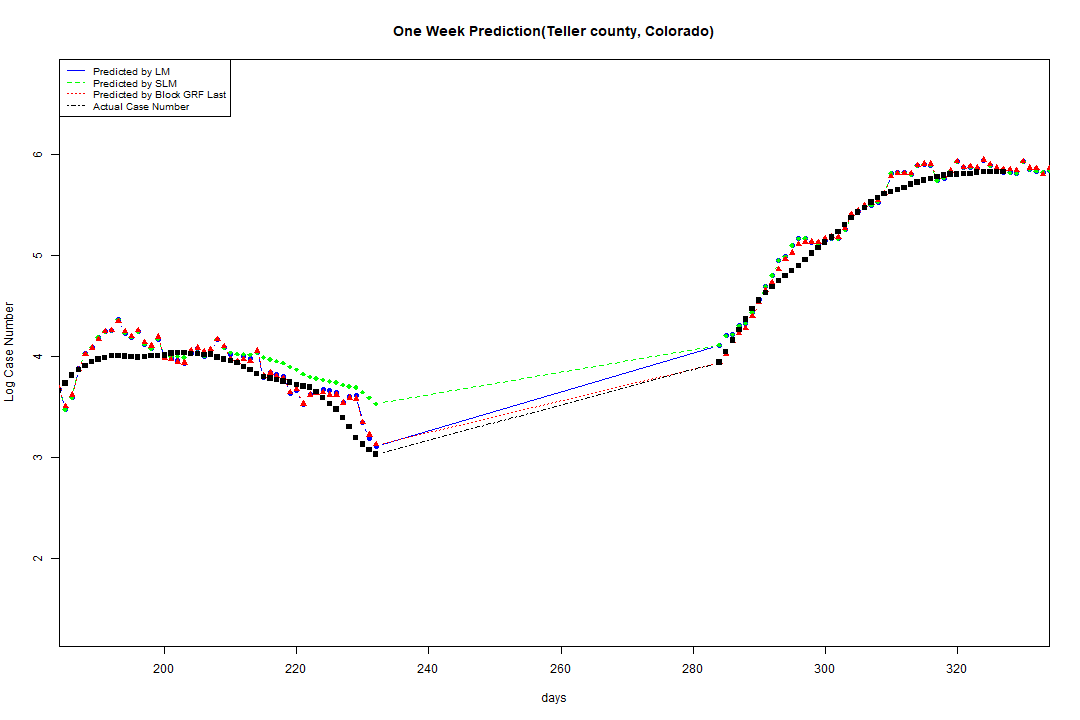 One Week Prediction(Teller county, Colorado)
Predicted by LM
Predicted by SLM
Predicted by Block GRF Last
Actual Case Number
Log Case Number
6
5
4
3
2
200 220 240 260 280 300 320
days